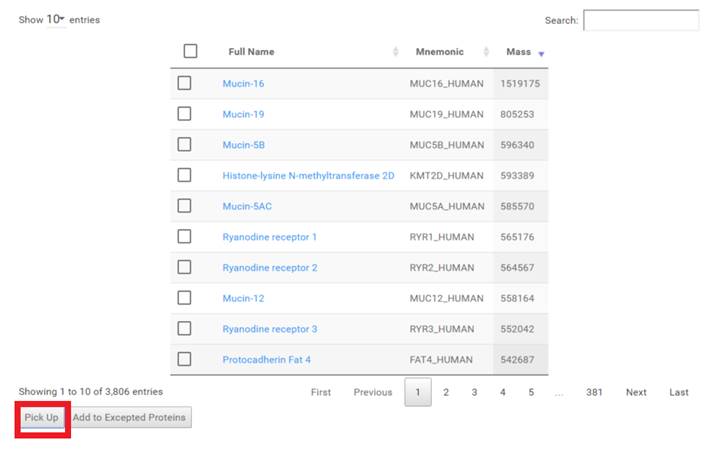 Show 10 entries Search:
Full Name Mnemonic Mass
Mucin-16 MUC16_HUMAN 1519175
Mucin-19 MUC19_HUMAN 805253
Mucin-5B MUC5B_HUMAN 596340
Histone-lysine N-methyltransferase 2D KMT2D_HUMAN 593389
Mucin-5AC MUC5A_HUMAN 585570
Ryanodine receptor 1 RYR1_HUMAN 565176
Ryanodine receptor 2 RYR2_HUMAN 564567
Mucin-12 MUC12_HUMAN 558164
Ryanodine receptor 3 RYR3_HUMAN 552042
Protocadherin Fat 4 FAT4_HUMAN 542687
Showing 1 to 10 of 3,806 entries First Previous 1 2 3 4 5 ... 381 Next Last
Pick Up Add to Excepted Proteins